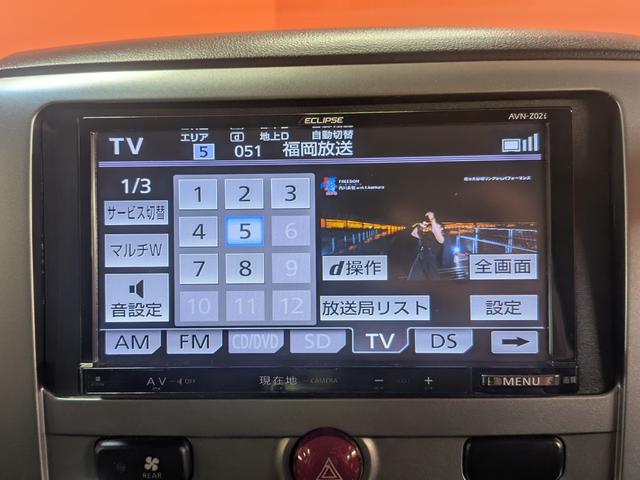 ECLIPSE
AVN-Z02i
TV
エリア
地上D
自動切替
5
051
福岡放送
1/3
サービス切替
マルチW
音設定
1
2
3
4
5
6
7
8
9
10
11
12
FREEDOM
d操作
全画面
放送局リスト
設定
AM
FM
CD/DVD
SD
TV
DS
AV
OFF
現在地
CAMERA
−
+
MENU
REAR